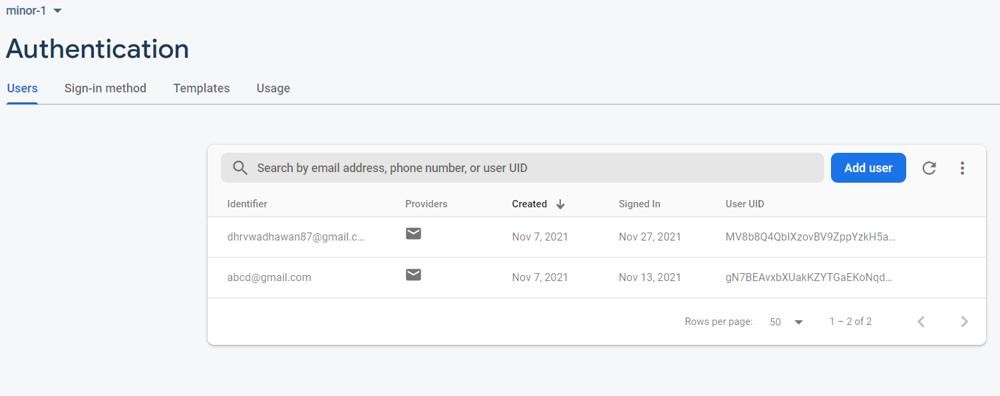 minor-1
Authentication
Users Sign-in method Templates Usage
Search by email address, phone number, or user UID Add user
Identifier Providers Created Signed In User UID
dhrvwadhawan87@gmail.c... Nov 7, 2021 Nov 27, 2021 MV8b8Q4QbIXzovBV9ZppYzkH5a...
abcd@gmail.com Nov 7, 2021 Nov 13, 2021 gN7BEAvxbXUakKZYTGaEKoNqd...
Rows per page: 50 1 – 2 of 2